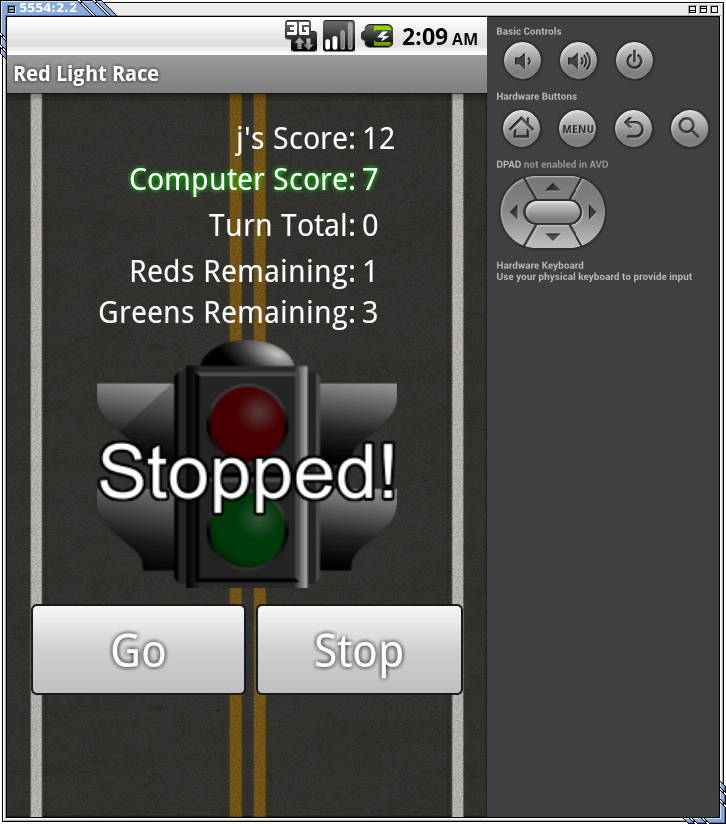 5554:2.2
3G 2:09 AM
Red Light Race
j's Score: 12
Computer Score: 7
Turn Total: 0
Reds Remaining: 1
Greens Remaining: 3
Stopped!
Go Stop
Basic Controls
Hardware Buttons
MENU
DPAD not enabled in AVD
Hardware Keyboard
Use your physical keyboard to provide input